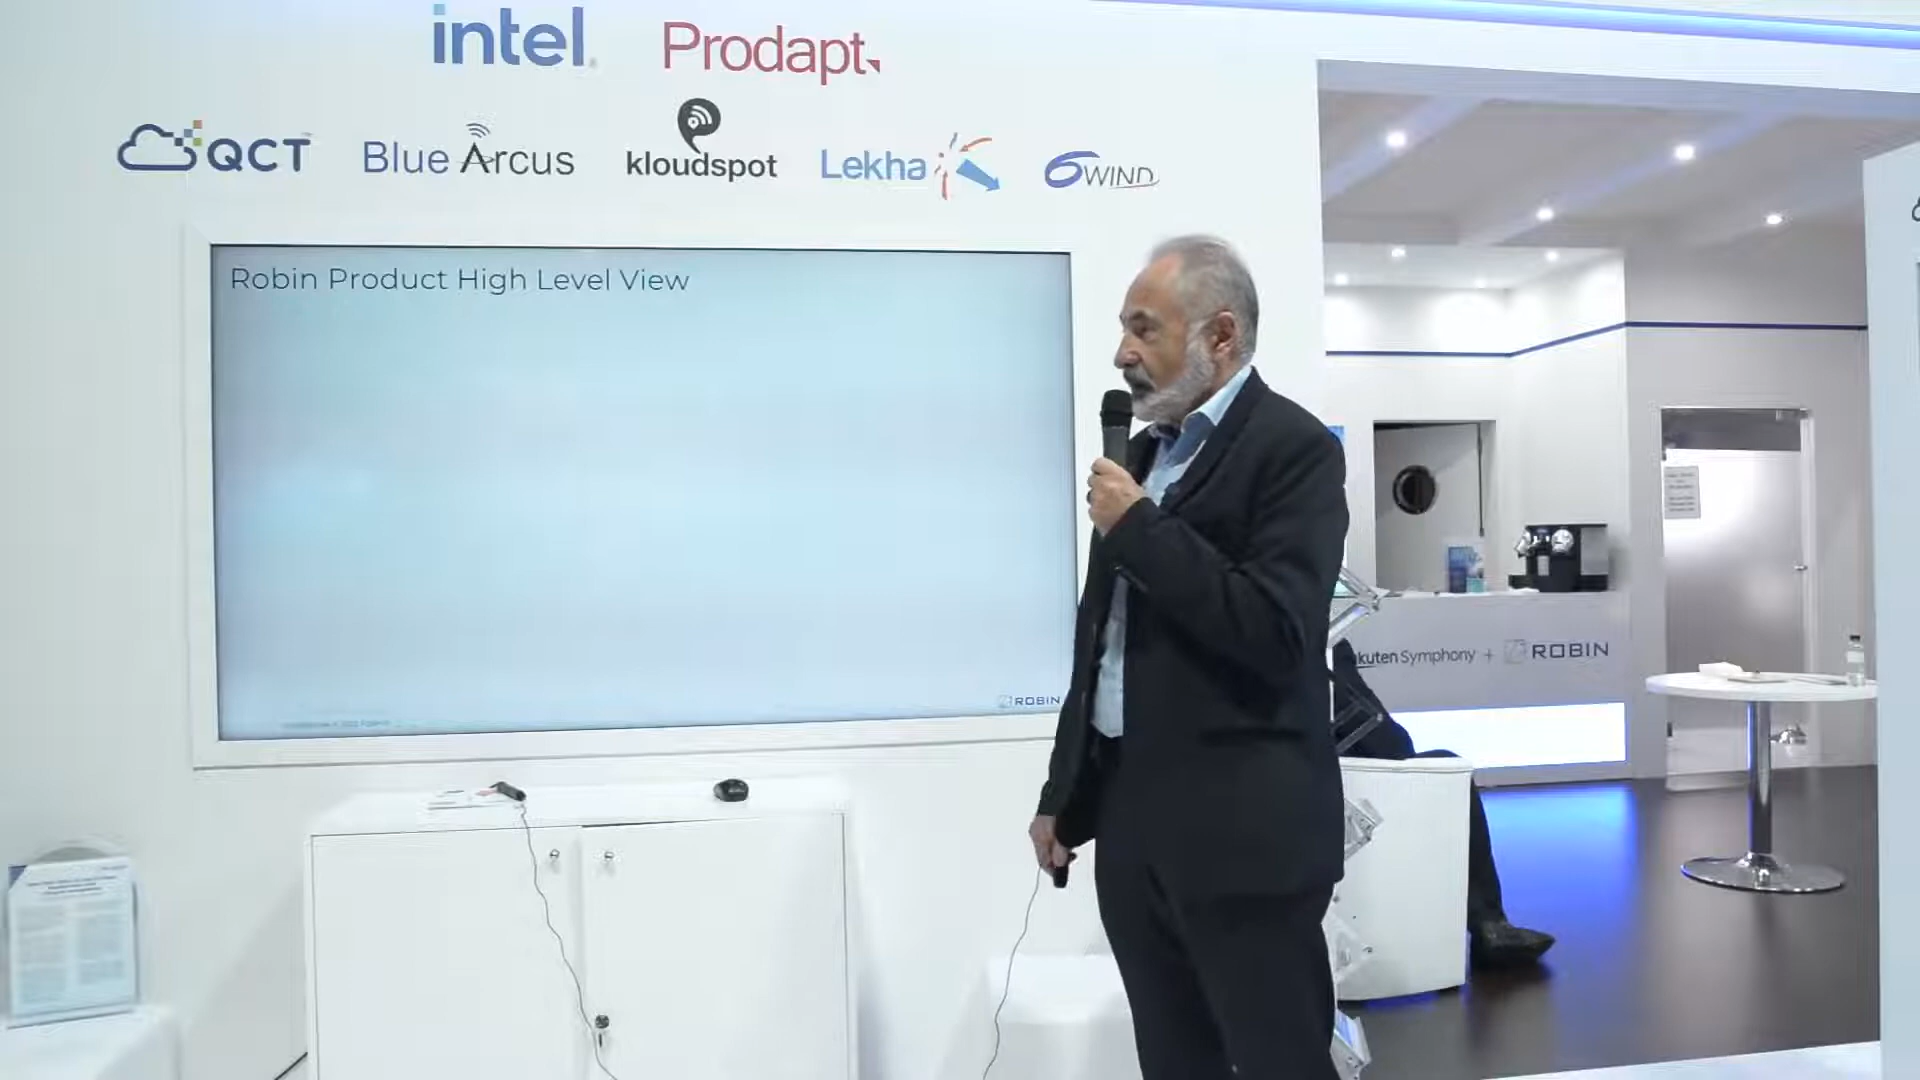 intel.
Prodapt
QCT
Blue Arcus
kloudspot
Lekha
6WIND
Robin Product High Level View
ROBIN
kuten Symphony + ROBIN